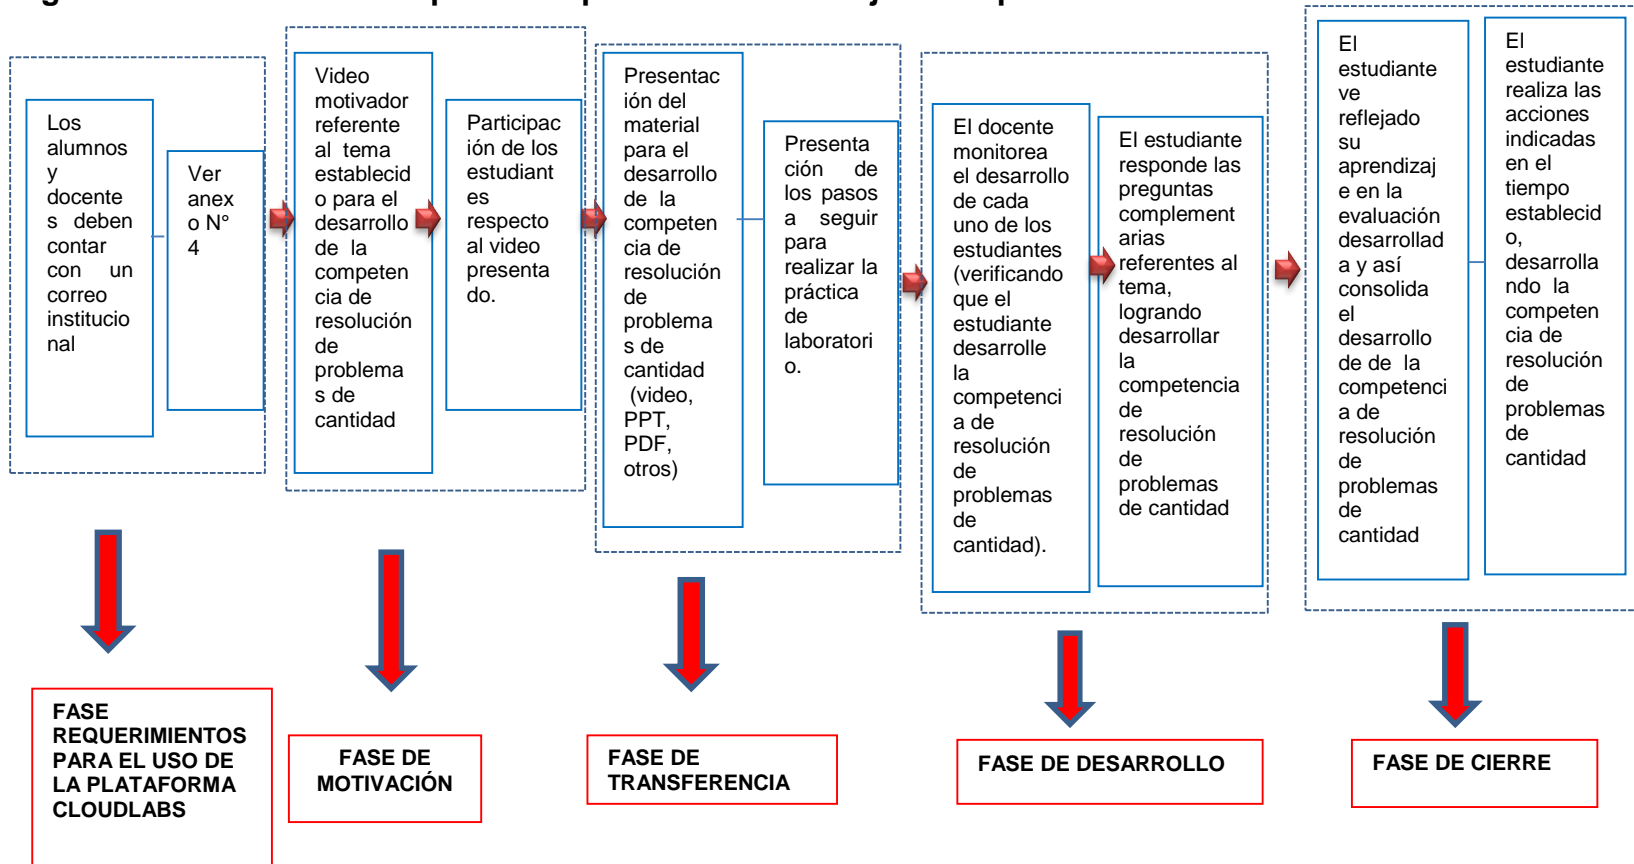 Los
alumnos
y
docente
s deben
contar
con un
correo
institucio
nal
Ver
anex
o N°
4
Video
motivador
referente
al tema
establecid
o para el
desarrollo
de la
competen
cia de
resolución
de
problema
s de
cantidad
Participac
ión de los
estudiant
es
respecto
al video
presenta
do.
Presentac
ión del
material
para el
desarrollo
de la
competen
cia de
resolución
de
problema
s de
cantidad
(video,
PPT,
PDF,
otros)
Presenta
ción de
los pasos
a seguir
para
realizar la
práctica
de
laboratori
o.
El docente
monitorea
el desarrollo
de cada
uno de los
estudiantes
(verificando
que el
estudiante
desarrolle
la
competenci
a de
resolución
de
problemas
de
cantidad).
El estudiante
responde las
preguntas
complement
arias
referentes al
tema,
logrando
desarrollar
la
competencia
de
resolución
de
problemas
de cantidad
El
estudiante
ve
reflejado
su
aprendizaj
e en la
evaluación
desarrollad
a y así
consolida
el
desarrollo
de de la
competenci
a de
resolución
de
problemas
de
cantidad
El
estudiante
realiza las
acciones
indicadas
en el
tiempo
establecid
o,
desarrolla
ndo la
competen
cia de
resolución
de
problemas
de
cantidad
FASE
REQUERIMIENTOS
PARA EL USO DE
LA PLATAFORMA
CLOUDLABS
FASE DE
MOTIVACIÓN
FASE DE
TRANSFERENCIA
FASE DE DESARROLLO
FASE DE CIERRE